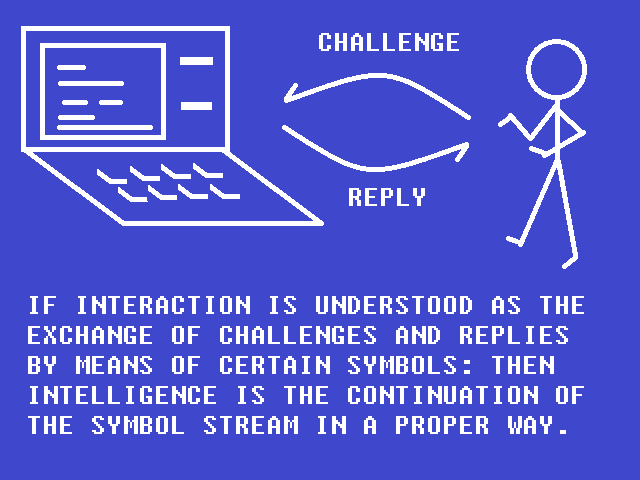 CHALLENGE
REPLY
IF INTERACTION IS UNDERSTOOD AS THE
EXCHANGE OF CHALLENGES AND REPLIES
BY MEANS OF CERTAIN SYMBOLS: THEN
INTELLIGENCE IS THE CONTINUATION OF
THE SYMBOL STREAM IN A PROPER WAY.